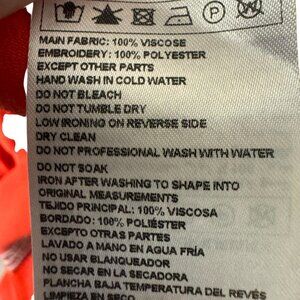 MAIN FABRIC: 100% VISCOSE
EMBROIDERY: 100% POLYESTER
EXCEPT OTHER PARTS
HAND WASH IN COLD WATER
DO NOT BLEACH
DO NOT TUMBLE DRY
LOW IRONING ON REVERSE SIDE
DRY CLEAN
DO NOT PROFESSIONAL WASH WITH WATER
DO NOT SOAK
IRON AFTER WASHING TO SHAPE INTO
ORIGINAL MEASUREMENTS
TEJIDO PRINCIPAL: 100% VISCOSA
BORDADO: 100% POLIÉSTER
EXCEPTO OTRAS PARTES
LAVADO A MANO EN AGUA FRÍA
NO USAR BLANQUEADOR
NO SECAR EN LA SECADORA
PLANCHA BAJA TEMPERATURA DEL REVÉS
LIMPIEZA EN SECO